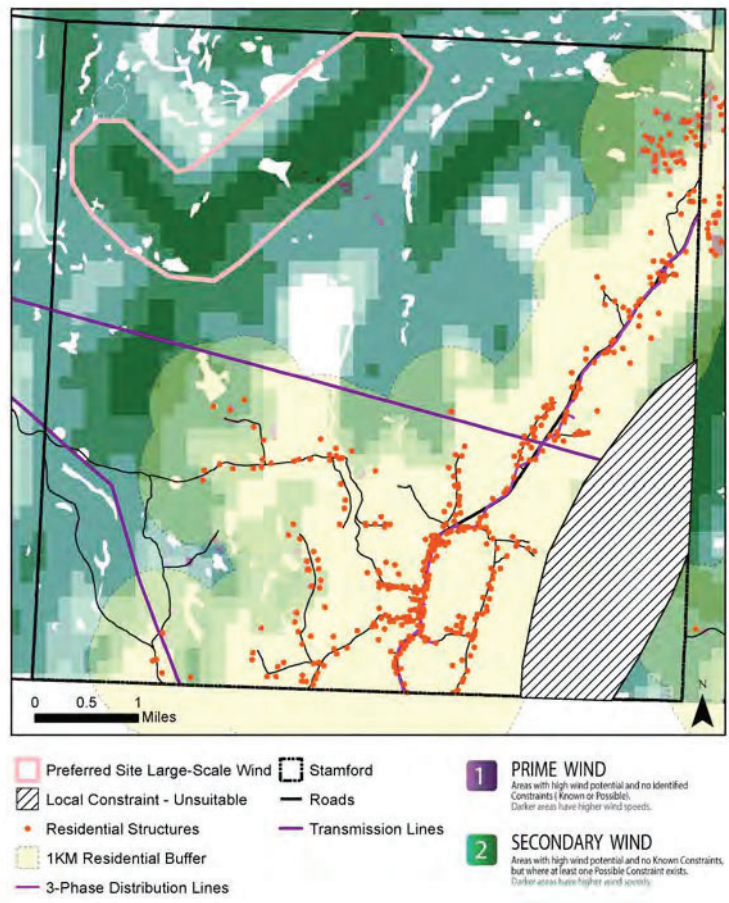 N
0 0.5 1
Miles
Preferred Site Large-Scale Wind
Local Constraint - Unsuitable
Residential Structures
1KM Residential Buffer
3-Phase Distribution Lines
Stamford
Roads
Transmission Lines
1 PRIME WIND
Areas with high wind potential and no identified
Constraints ( Known or Possible).
Darker areas have higher wind speeds.
2 SECONDARY WIND
Areas with high wind potential and no Known Constraints,
but where at least one Possible Constraint exists.
Darker areas have higher wind speeds.